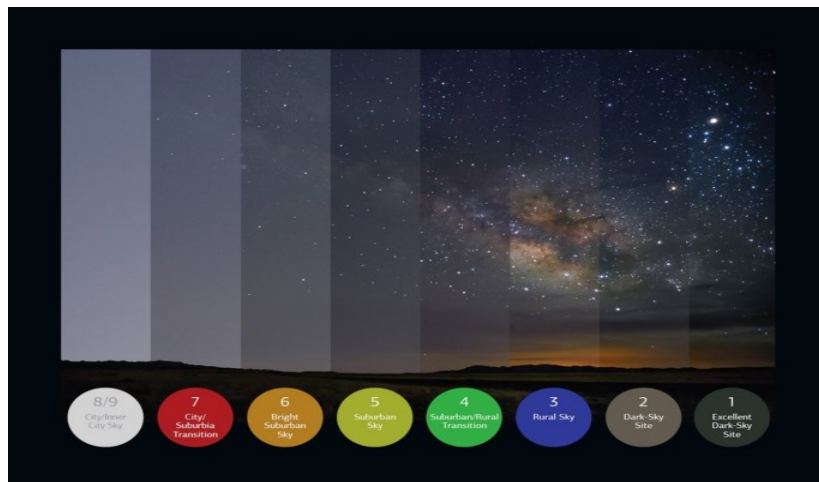 8/9
City/Inner
City Sky
7
City/
Suburbia
Transition
6
Bright
Suburban
Sky
5
Suburban
Sky
4
Suburban/Rural
Transition
3
Rural Sky
2
Dark-Sky
Site
1
Excellent
Dark-Sky
Site